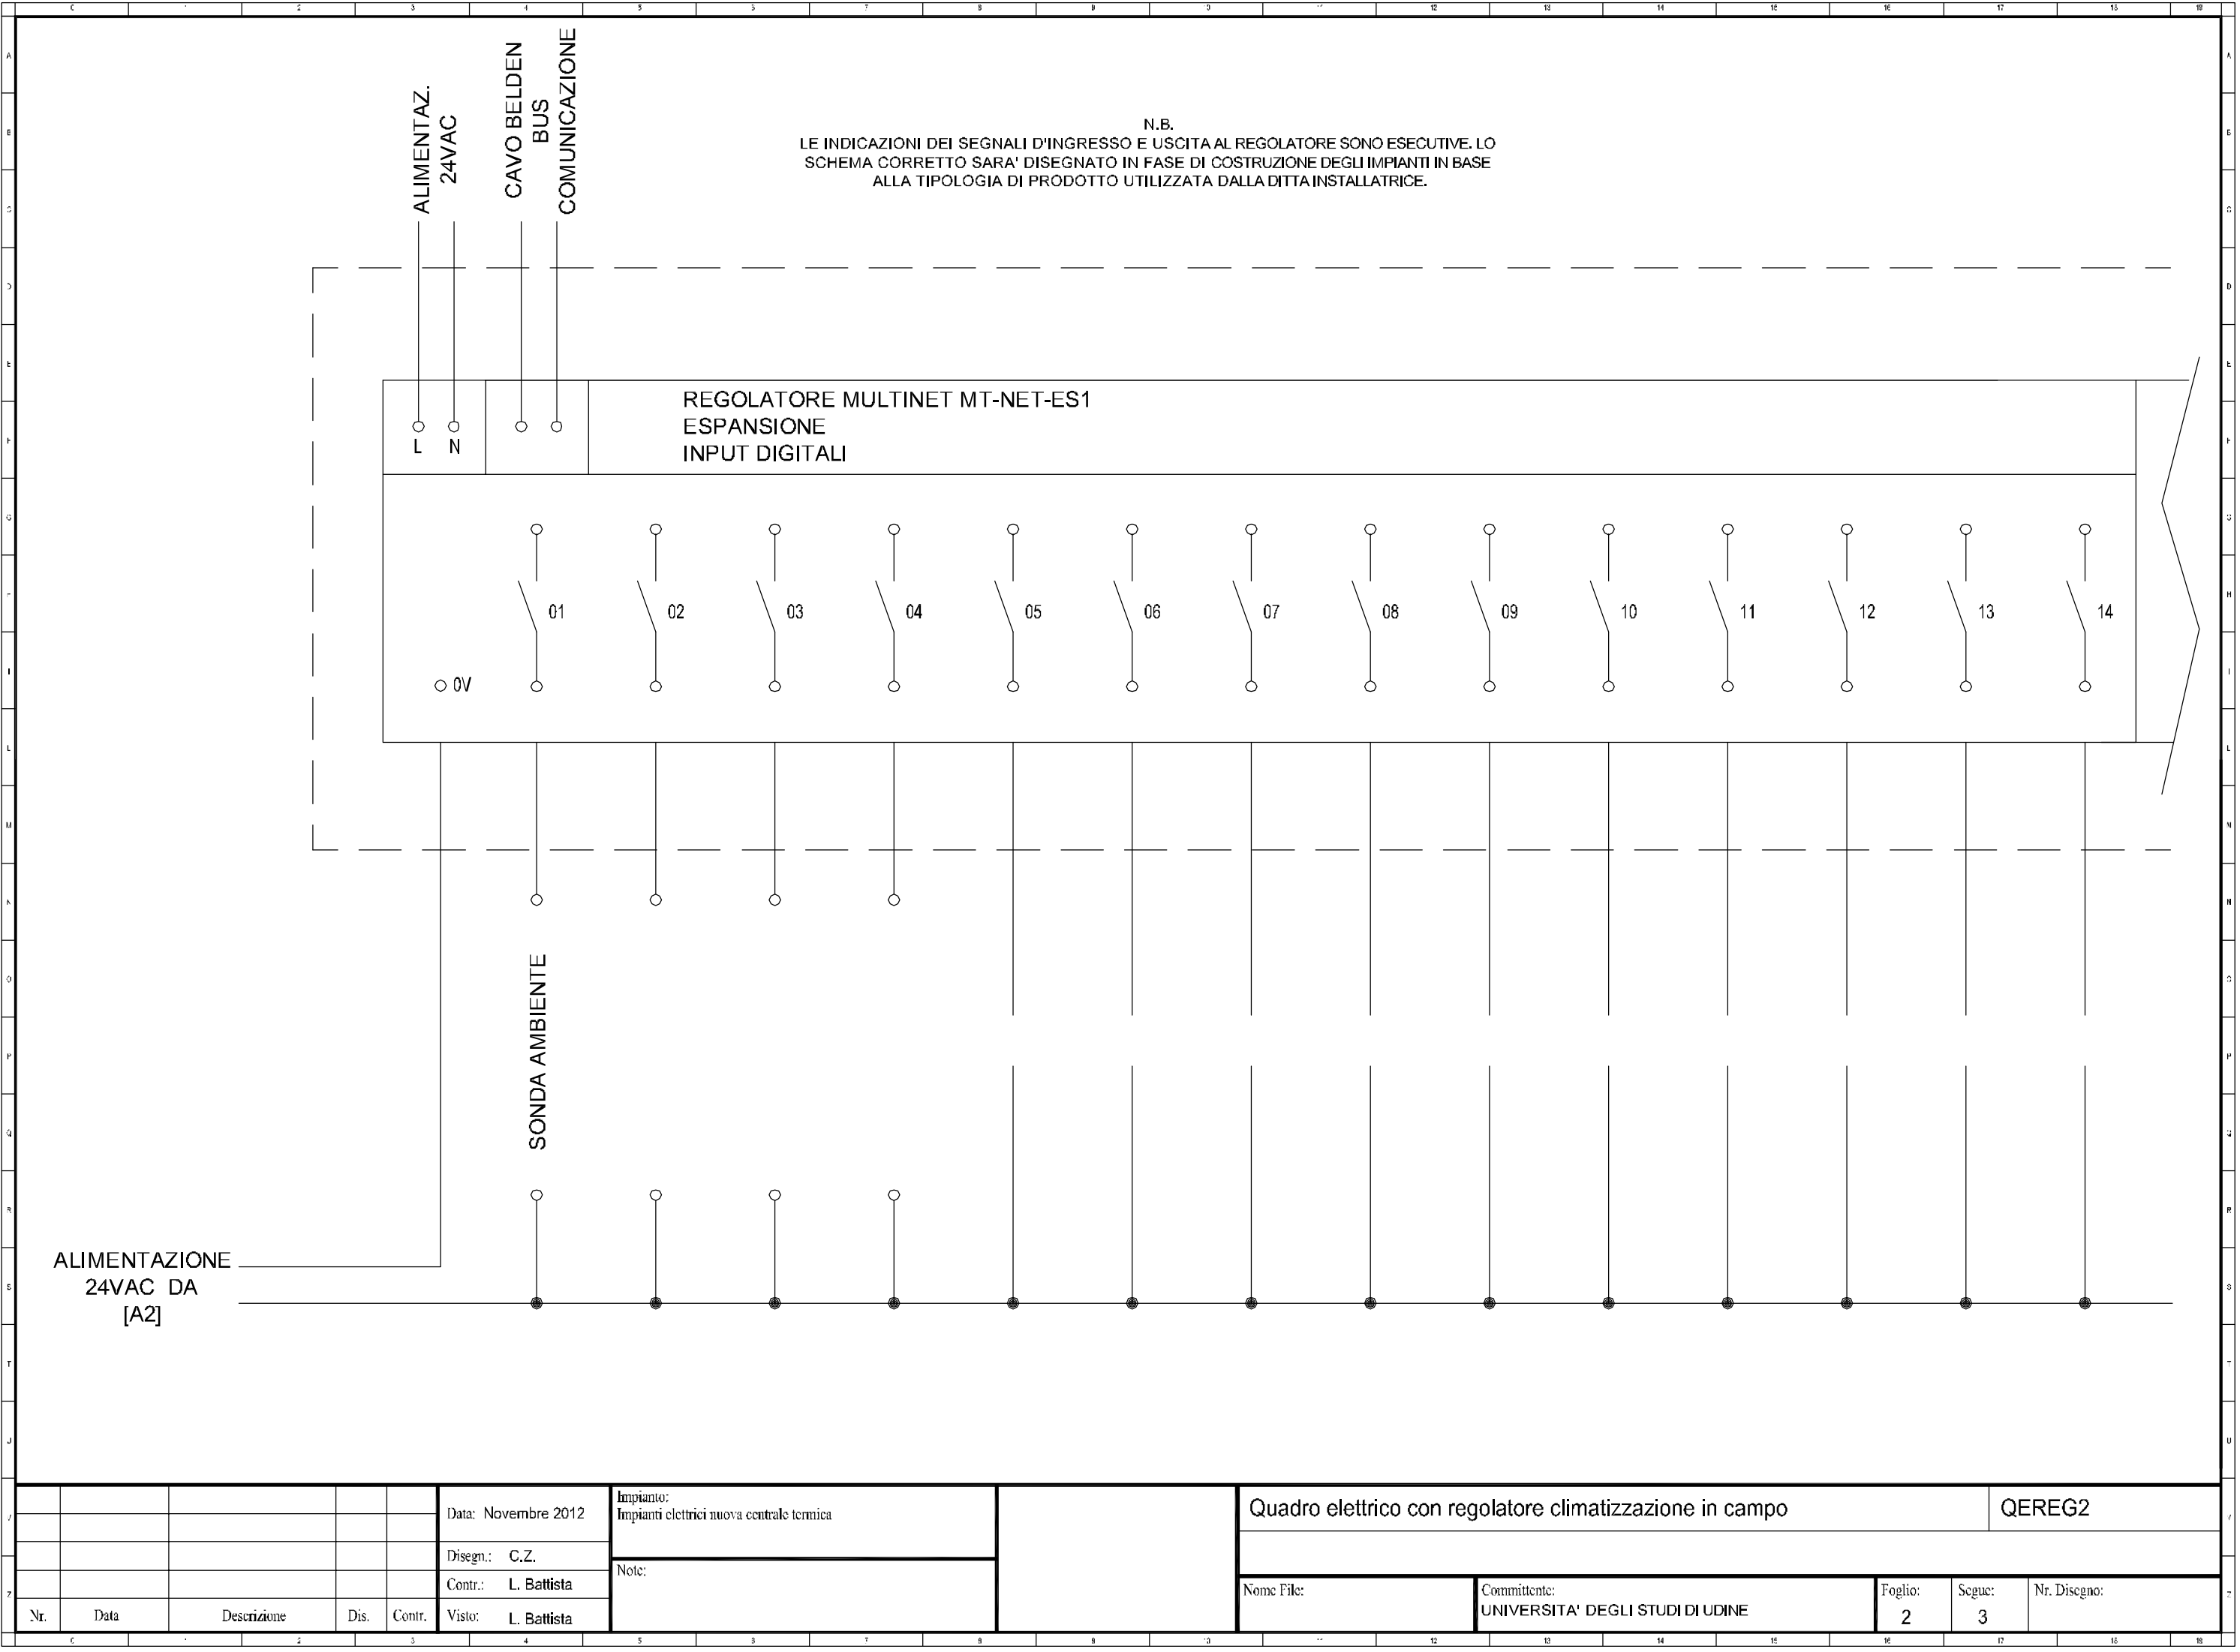 ALIMENTAZ.
24VAC
CAVO BELDEN
BUS
COMUNICAZIONE
N.B.
LE INDICAZIONI DEI SEGNALI D'INGRESSO E USCITA AL REGOLATORE SONO ESECUTIVE. LO
SCHEMA CORRETTO SARA' DISEGNATO IN FASE DI COSTRUZIONE DEGLI IMPIANTI IN BASE
ALLA TIPOLOGIA DI PRODOTTO UTILIZZATA DALLA DITTA INSTALLATRICE.
L N
REGOLATORE MULTINET MT-NET-ES1
ESPANSIONE
INPUT DIGITALI
01 02 03 04 05 06 07 08 09 10 11 12 13 14
0V
SONDA AMBIENTE
ALIMENTAZIONE
24VAC DA
[A2]
Nr. Data Descrizione Dis. Contr.
Data: Novembre 2012
Disegn.: C.Z.
Contr.: L. Battista
Visto: L. Battista
Impianto:
Impianti elettrici nuova centrale termica
Note:
Quadro elettrico con regolatore climatizzazione in campo
QEREG2
Nome File:
Committente:
UNIVERSITA' DEGLI STUDI DI UDINE
Foglio:
2
Segue:
3
Nr. Disegno: